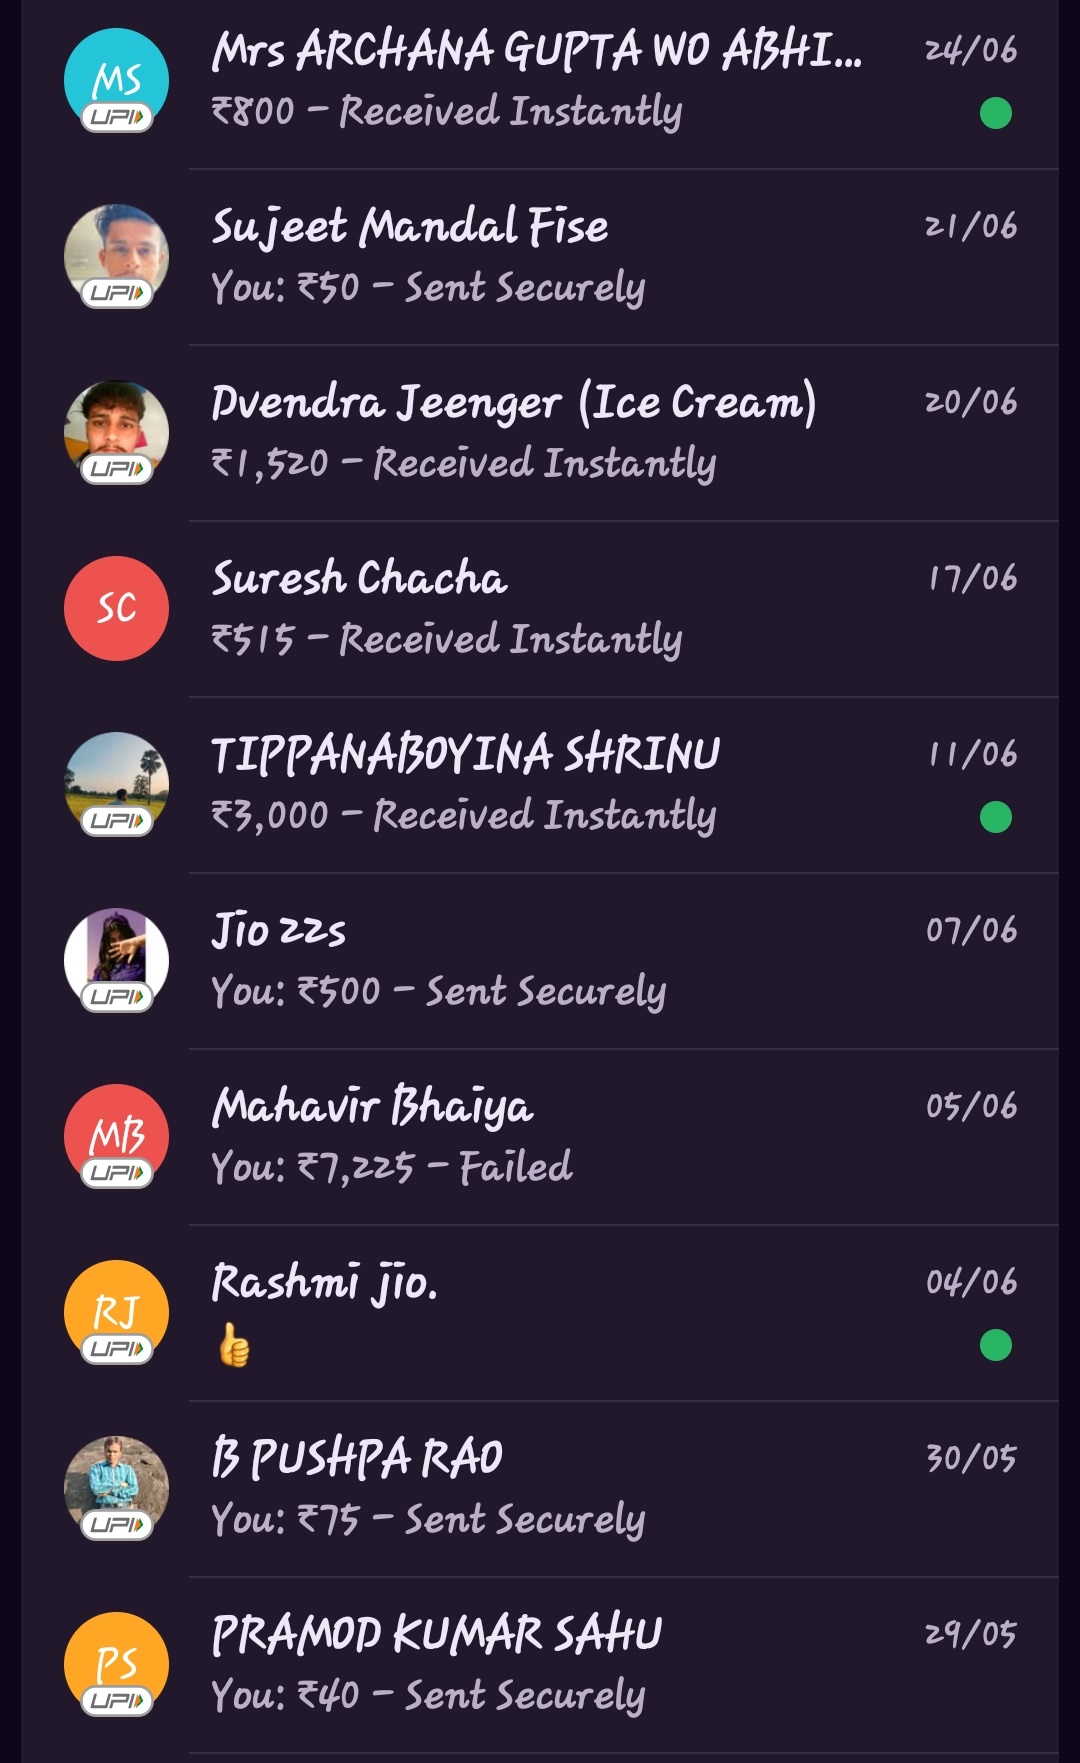 MS
UPI
Mrs ARCHANA GUPTA WO ABHI...
24/06
₹800 – Received Instantly
UPI
Sujeet Mandal Fise
21/06
You: ₹50 – Sent Securely
UPI
Dvendra Jeenger (Ice Cream)
20/06
₹1,520 – Received Instantly
SC
Suresh Chacha
17/06
₹515 – Received Instantly
UPI
TIPPANABOYINA SHRINU
11/06
₹3,000 – Received Instantly
UPI
Jio 22s
07/06
You: ₹500 – Sent Securely
MB
UPI
Mahavir Bhaiya
05/06
You: ₹7,225 – Failed
RJ
UPI
Rashmi jio.
04/06
👍
UPI
B PUSHPA RAO
30/05
You: ₹75 – Sent Securely
PS
UPI
PRAMOD KUMAR SAHU
29/05
You: ₹40 – Sent Securely